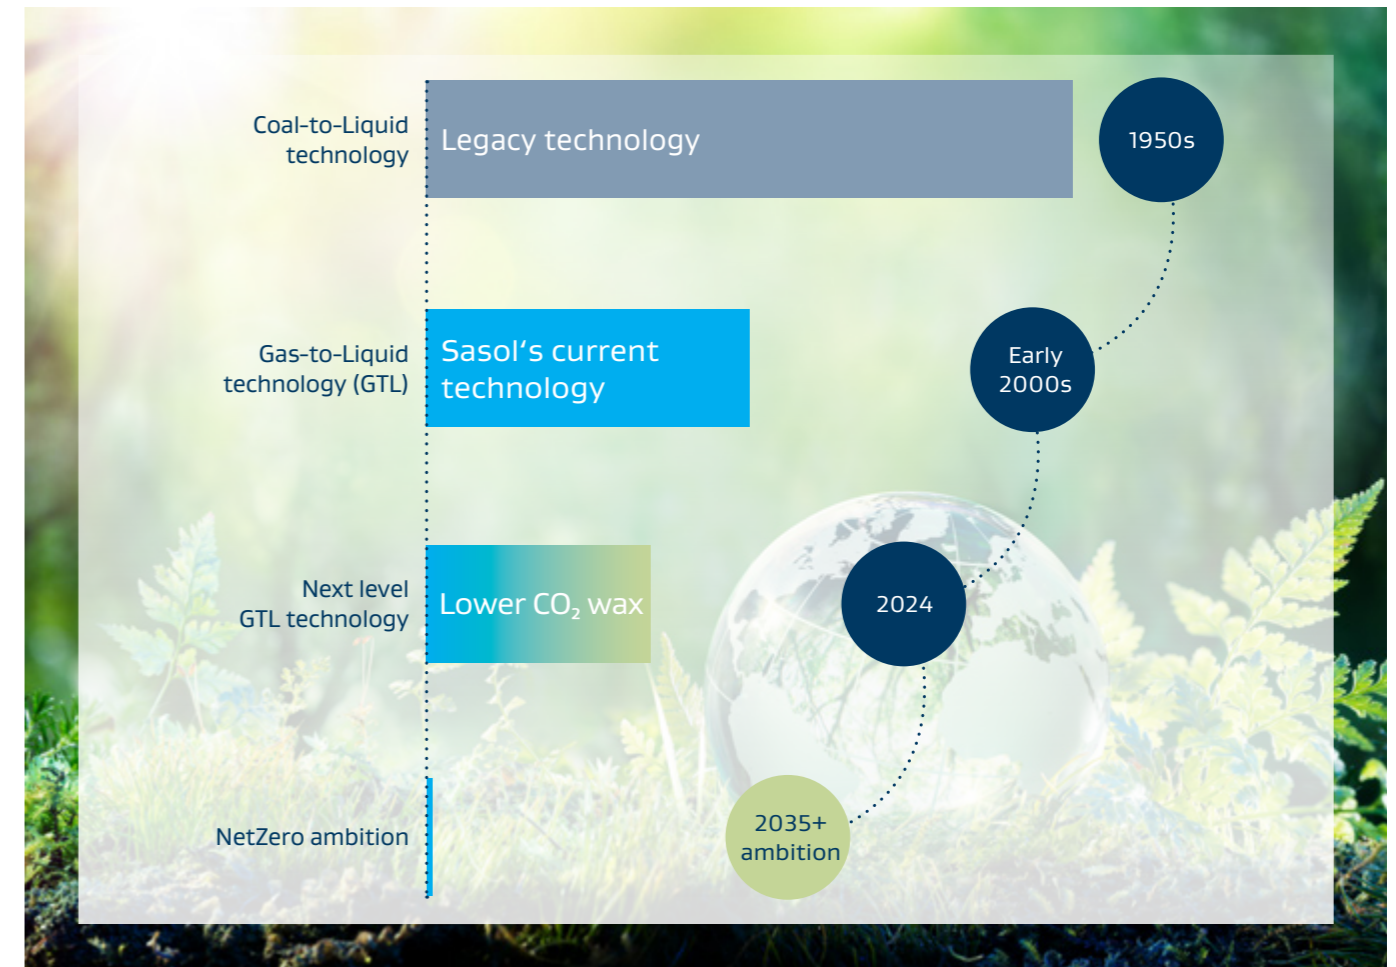 Coal-to-Liquid
technology
Legacy technology
1950s
Gas-to-Liquid
technology (GTL)
Sasol‘s current
technology
Early
2000s
Next level
GTL technology
Lower CO₂ wax
2024
NetZero ambition
2035+
ambition